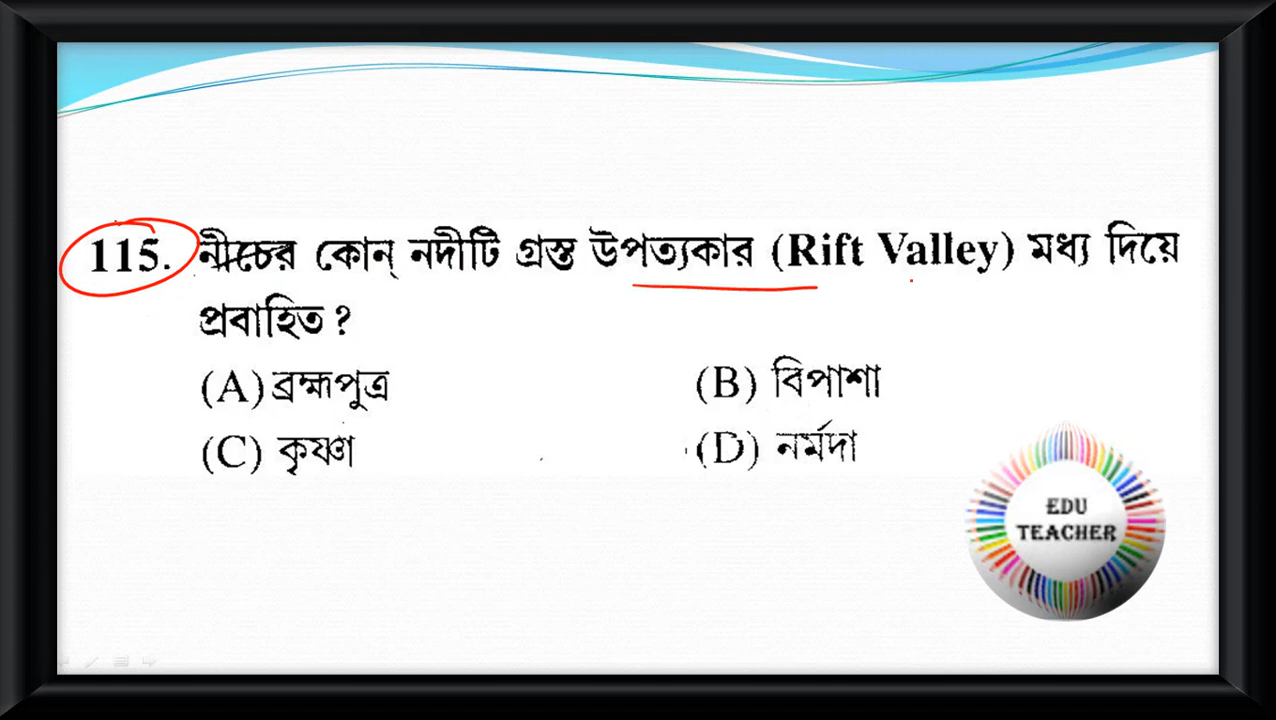 115. নীচের কোন্ নদীটি গ্রস্ত উপত্যকার (Rift Valley) মধ্য দিয়ে
প্রবাহিত ?
(A) ব্রহ্মপুত্র (B) বিপাশা
(C) কৃষ্ণা (D) নর্মদা
EDU
TEACHER